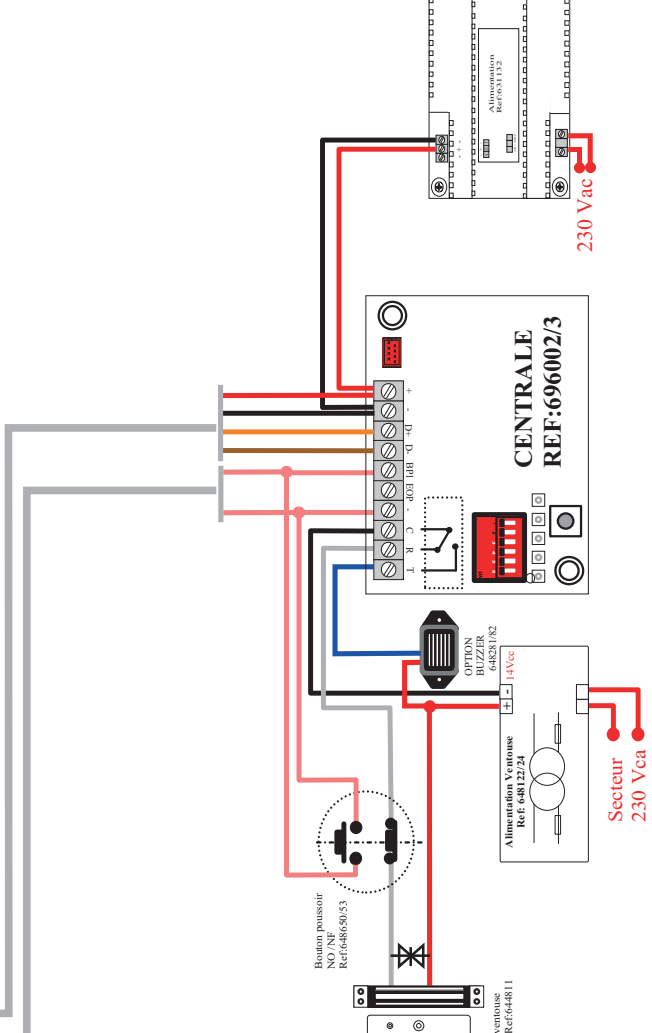 Alimentation
Ref:631132
- + -
230 Vac
CENTRALE
REF:696002/3
+
-
D+
D-
BP1
EOP
-
C
R
T
OPTION
BUZZER
648281/82
14Vcc
+ -
Alimentation Ventouse
Ref: 648122/24
Secteur
230 Vca
Bouton poussoir
NO /NF
Ref:648650/53
ventouse
Ref:644811